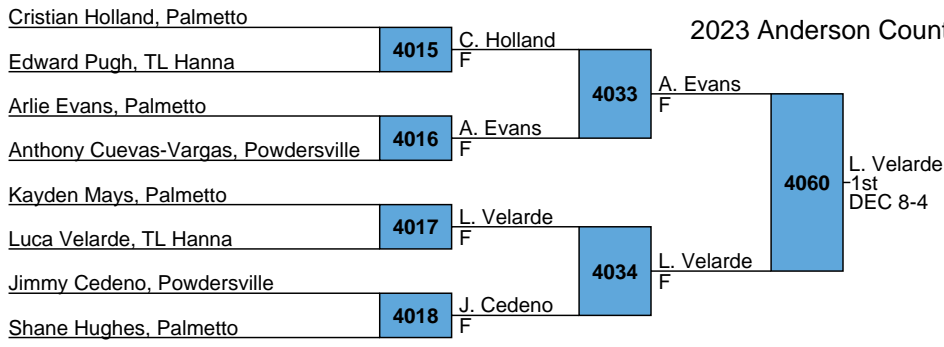 Cristian Holland, Palmetto
2023 Anderson Count
4015
C. Holland
F
Edward Pugh, TL Hanna
4033
A. Evans
F
Arlie Evans, Palmetto
4016
A. Evans
F
Anthony Cuevas-Vargas, Powdersville
4060
L. Velarde
1st
DEC 8-4
Kayden Mays, Palmetto
4017
L. Velarde
F
Luca Velarde, TL Hanna
4034
L. Velarde
F
Jimmy Cedeno, Powdersville
4018
J. Cedeno
F
Shane Hughes, Palmetto